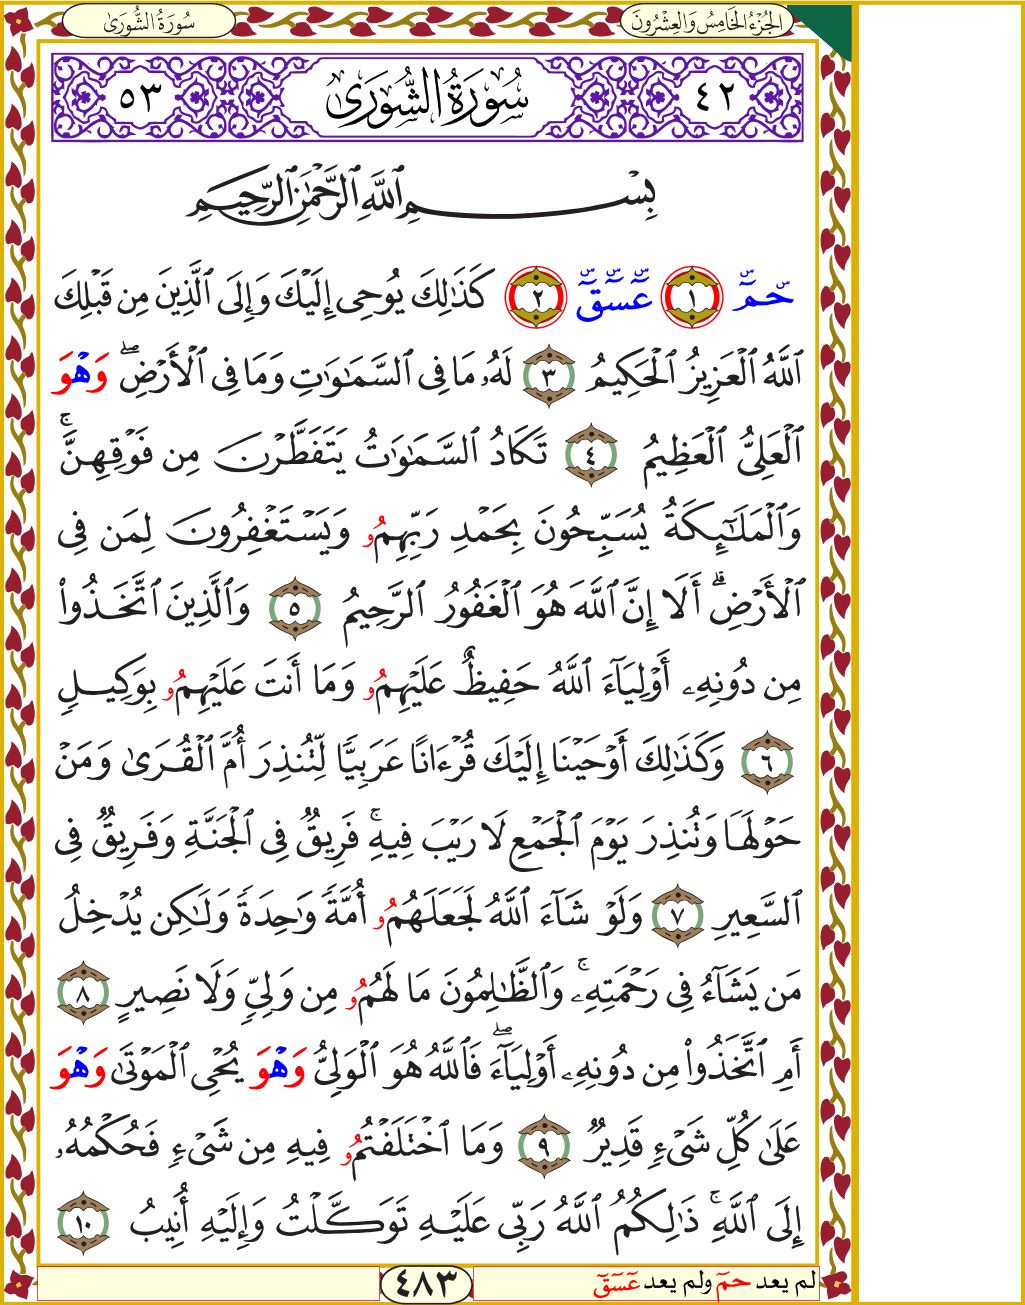 الجُزْءُ الخَامِسُ وَالعِشْرُونَ
سُورَةُ الشُّورَىٰ
٤٢
سُورَةُ الشُّورَىٰ
٥٣
بِسْمِ ٱللَّهِ ٱلرَّحْمَٰنِ ٱلرَّحِيمِ
حمٓ ١ عٓسٓقٓ ٢ كَذَٰلِكَ يُوحِىٓ إِلَيْكَ وَإِلَى ٱلَّذِينَ مِن قَبْلِكَ
ٱللَّهُ ٱلْعَزِيزُ ٱلْحَكِيمُ ٣ لَهُۥ مَا فِى ٱلسَّمَٰوَٰتِ وَمَا فِى ٱلْأَرْضِۖ وَهْوَ
ٱلْعَلِىُّ ٱلْعَظِيمُ ٤ تَكَادُ ٱلسَّمَٰوَٰتُ يَتَفَطَّرْنَ مِن فَوْقِهِنَّۚ
وَٱلْمَلَٰٓئِكَةُ يُسَبِّحُونَ بِحَمْدِ رَبِّهِمُۥ وَيَسْتَغْفِرُونَ لِمَن فِى
ٱلْأَرْضِۗ أَلَا إِنَّ ٱللَّهَ هُوَ ٱلْغَفُورُ ٱلرَّحِيمُ ٥ وَٱلَّذِينَ ٱتَّخَذُوا۟
مِن دُونِهِۦ أَوْلِيَآءَ ٱللَّهُ حَفِيظٌ عَلَيْهِمُۥ وَمَا أَنتَ عَلَيْهِمُۥ بِوَكِيلٍ
٦ وَكَذَٰلِكَ أَوْحَيْنَا إِلَيْكَ قُرْءَانًا عَرَبِيًّا لِّتُنذِرَ أُمَّ ٱلْقُرَىٰ وَمَنْ
حَوْلَهَا وَتُنذِرَ يَوْمَ ٱلْجَمْعِ لَا رَيْبَ فِيهِۚ فَرِيقٌ فِى ٱلْجَنَّةِ وَفَرِيقٌ فِى
ٱلسَّعِيرِ ٧ وَلَوْ شَآءَ ٱللَّهُ لَجَعَلَهُمُۥ أُمَّةً وَٰحِدَةً وَلَٰكِن يُدْخِلُ
مَن يَشَآءُ فِى رَحْمَتِهِۦۚ وَٱلظَّٰلِمُونَ مَا لَهُمُۥ مِن وَلِىٍّ وَلَا نَصِيرٍ ٨
أَمِ ٱتَّخَذُوا۟ مِن دُونِهِۦ أَوْلِيَآءَۖ فَٱللَّهُ هُوَ ٱلْوَلِىُّ وَهْوَ يُحْىِ ٱلْمَوْتَىٰ وَهْوَ
عَلَىٰ كُلِّ شَىْءٍ قَدِيرٌ ٩ وَمَا ٱخْتَلَفْتُمُۥ فِيهِ مِن شَىْءٍ فَحُكْمُهُۥ
إِلَى ٱللَّهِۚ ذَٰلِكُمُ ٱللَّهُ رَبِّى عَلَيْهِ تَوَكَّلْتُ وَإِلَيْهِ أُنِيبُ ١٠
لم يعد حمٓ ولم يعد عٓسٓقٓ
٤٨٣